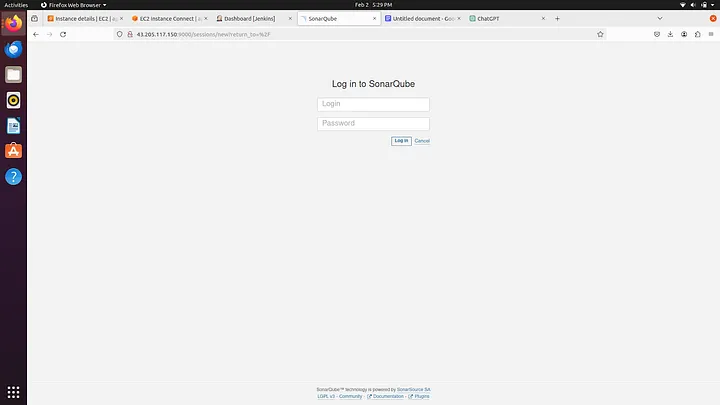 Activities Firefox Web Browser Feb 2 5:29 PM
Instance details | EC2 | EC2 Instance Connect | Dashboard [Jenkins] SonarQube Untitled document - Goo ChatGPT
43.205.117.150:9000/sessions/new?return_to=%2F
Log in to SonarQube
Login
Password
Log in Cancel
SonarQube™ technology is powered by SonarSource SA
LGPL v3 - Community - Documentation - Plugins